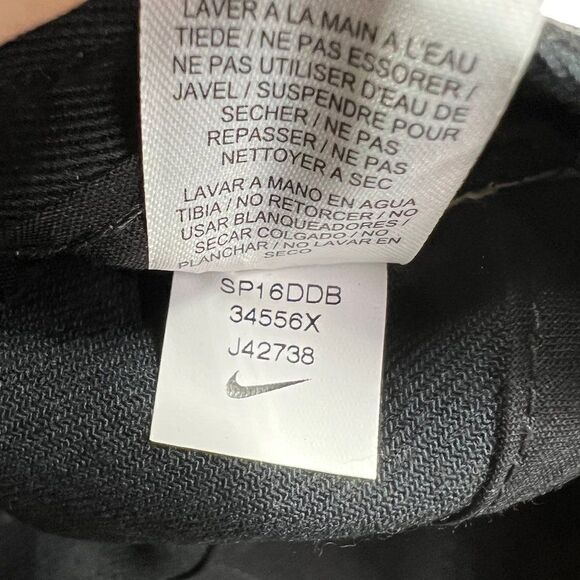 LAVER A LA MAIN A L'EAU
TIEDE / NE PAS ESSORER /
NE PAS UTILISER D'EAU DE
JAVEL / SUSPENDRE POUR
SECHER / NE PAS
REPASSER / NE PAS
NETTOYER A SEC
LAVAR A MANO EN AGUA
TIBIA / NO RETORCER / NO
USAR BLANQUEADORES /
SECAR COLGADO / NO
PLANCHAR / NO LAVAR EN
SECO
SP16DDB
34556X
J42738